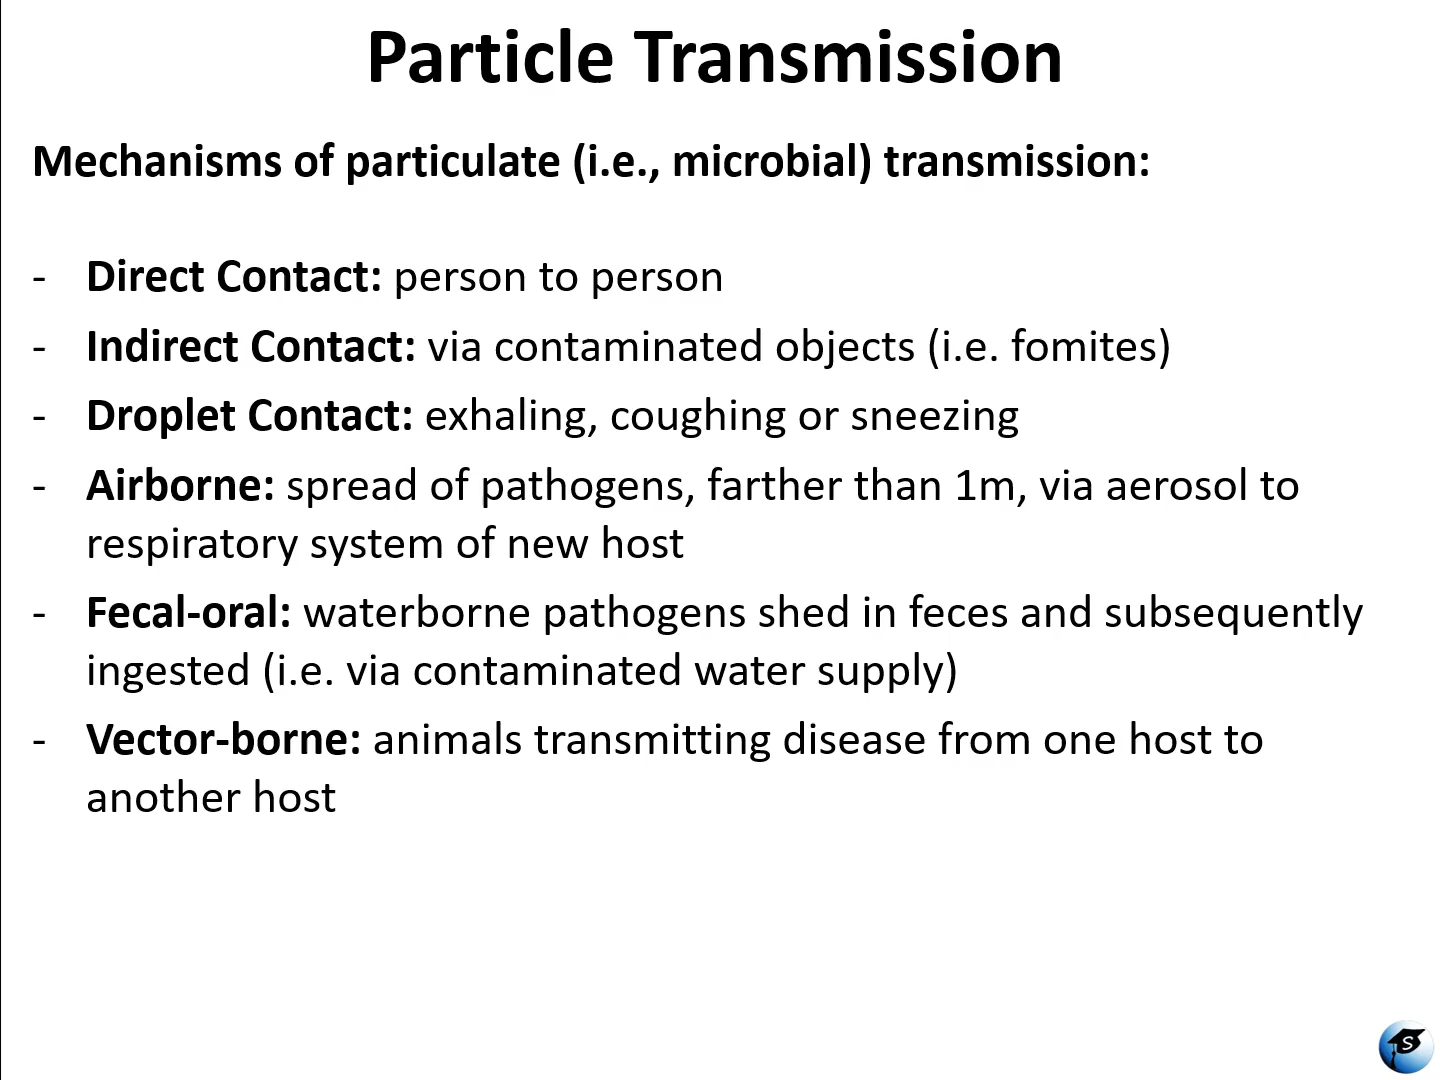 Particle Transmission
Mechanisms of particulate (i.e., microbial) transmission:
- Direct Contact: person to person
- Indirect Contact: via contaminated objects (i.e. fomites)
- Droplet Contact: exhaling, coughing or sneezing
- Airborne: spread of pathogens, farther than 1m, via aerosol to
respiratory system of new host
- Fecal-oral: waterborne pathogens shed in feces and subsequently
ingested (i.e. via contaminated water supply)
- Vector-borne: animals transmitting disease from one host to
another host
S